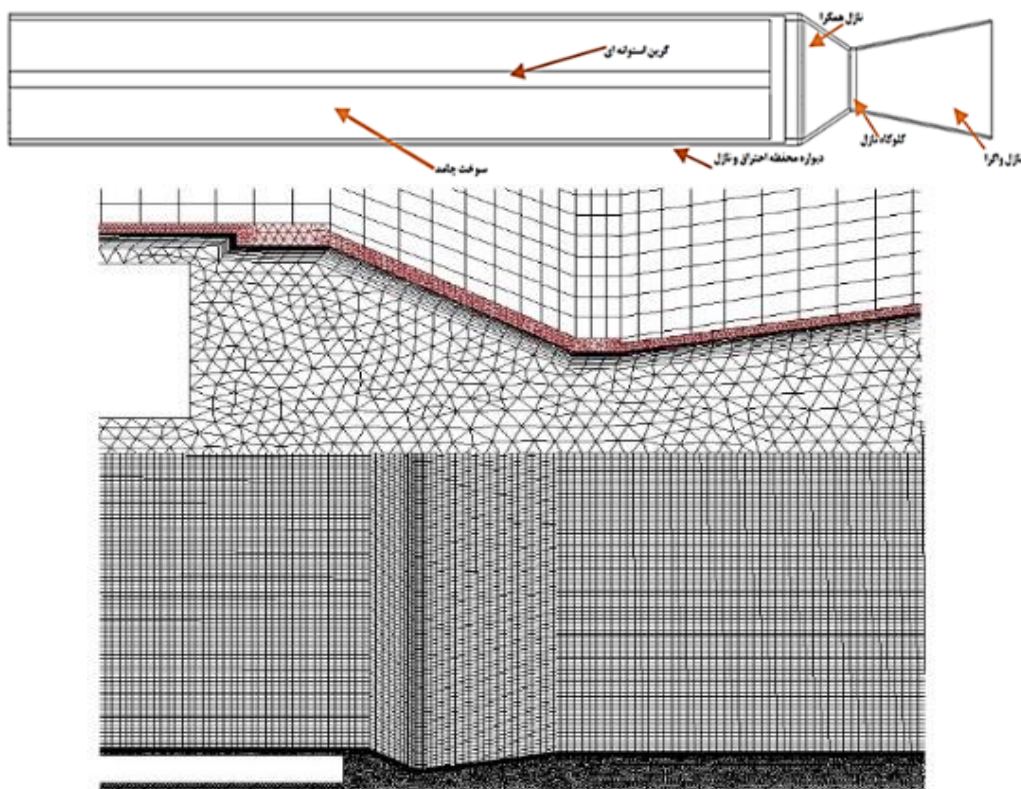 نازل همگرا
گرین استوانه ای
سوخت جامد
دیواره محفظه احتراق و نازل
گلوگاه نازل
نازل واگرا